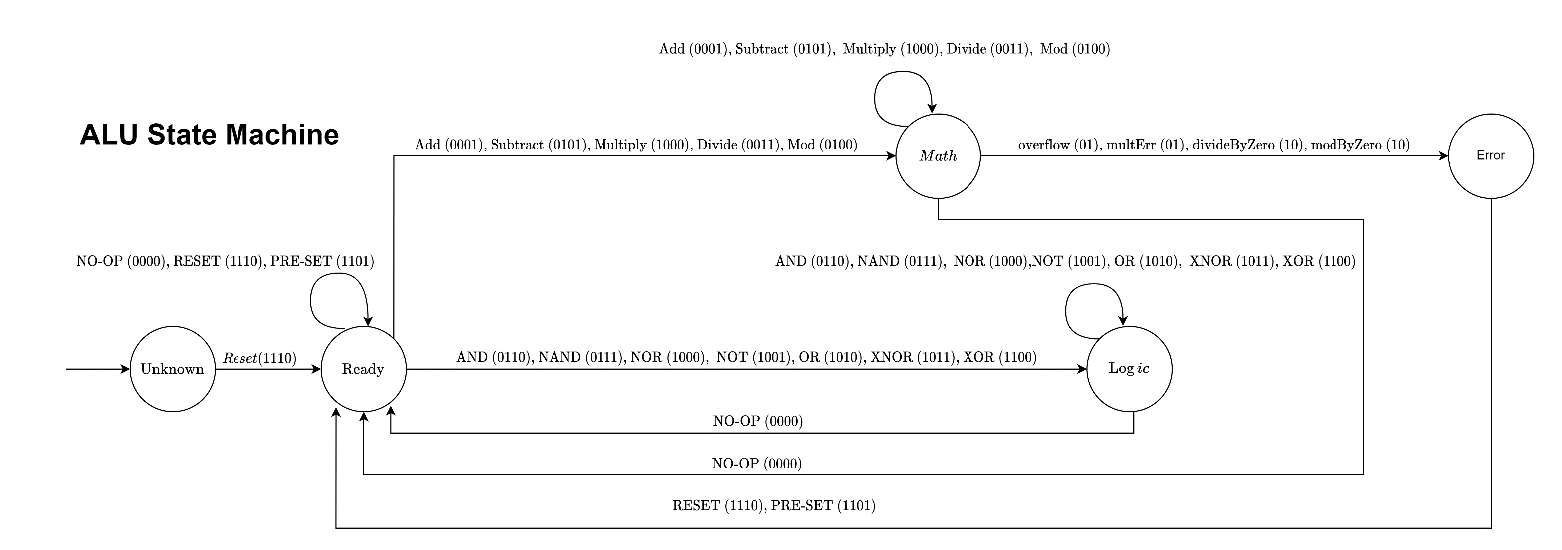 Add (0001), Subtract (0101), Multiply (1000), Divide (0011), Mod (0100)
ALU State Machine
Add (0001), Subtract (0101), Multiply (1000), Divide (0011), Mod (0100)
Math
overflow (01), multErr (01), divideByZero (10), modByZero (10)
Error
NO-OP (0000), RESET (1110), PRE-SET (1101)
AND (0110), NAND (0111), NOR (1000),NOT (1001), OR (1010), XNOR (1011), XOR (1100)
Unknown
Reset(1110)
Ready
AND (0110), NAND (0111), NOR (1000), NOT (1001), OR (1010), XNOR (1011), XOR (1100)
Logic
NO-OP (0000)
NO-OP (0000)
RESET (1110), PRE-SET (1101)